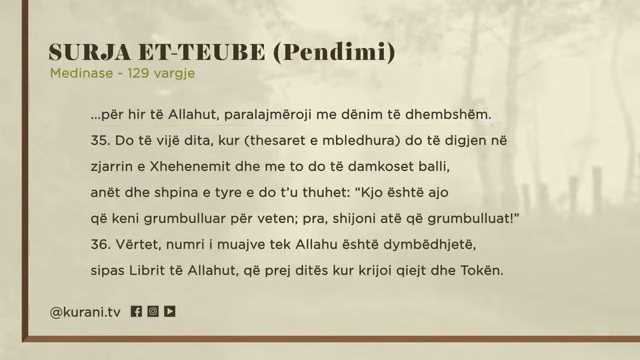 SURJA ET-TEUBE (Pendimi)
Medinase - 129 vargje
...për hir të Allahut, paralajmëroji me dënim të dhembshëm.
35. Do të vijë dita, kur (thesaret e mbledhura) do të digjen në
zjarrin e Xhehenemit dhe me to do të damkoset balli,
anët dhe shpina e tyre e do t’u thuhet: “Kjo është ajo
që keni grumbulluar për veten; pra, shijoni atë që grumbulluat!”
36. Vërtet, numri i muajve tek Allahu është dymbëdhjetë,
sipas Librit të Allahut, që prej ditës kur krijoi qiejt dhe Tokën.
@kurani.tv